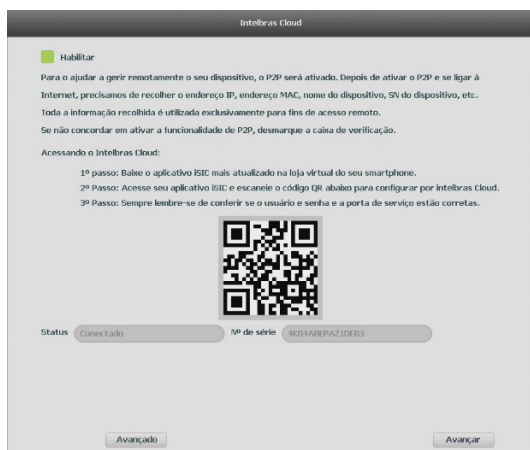 Intelbras Cloud
Habilitar
Para o ajudar a gerir remotamente o seu dispositivo, o P2P será ativado. Depois de ativar o P2P e se ligar à
Internet, precisamos de recolher o endereço IP, endereço MAC, nome do dispositivo, SN do dispositivo, etc.
Toda a informação recolhida é utilizada exclusivamente para fins de acesso remoto.
Se não concordar em ativar a funcionalidade de P2P, desmarque a caixa de verificação.
Acessando o Intelbras Cloud:
1º passo: Baixe o aplicativo iSIC mais atualizado na loja virtual do seu smartphone.
2º Passo: Acesse seu aplicativo iSIC e escaneie o código QR abaixo para configurar por intelbras Cloud.
3º Passo: Sempre lembre-se de conferir se o usuário e senha e a porta de serviço estão corretas.
Status Conectado Nº de série
Avançado Avançar